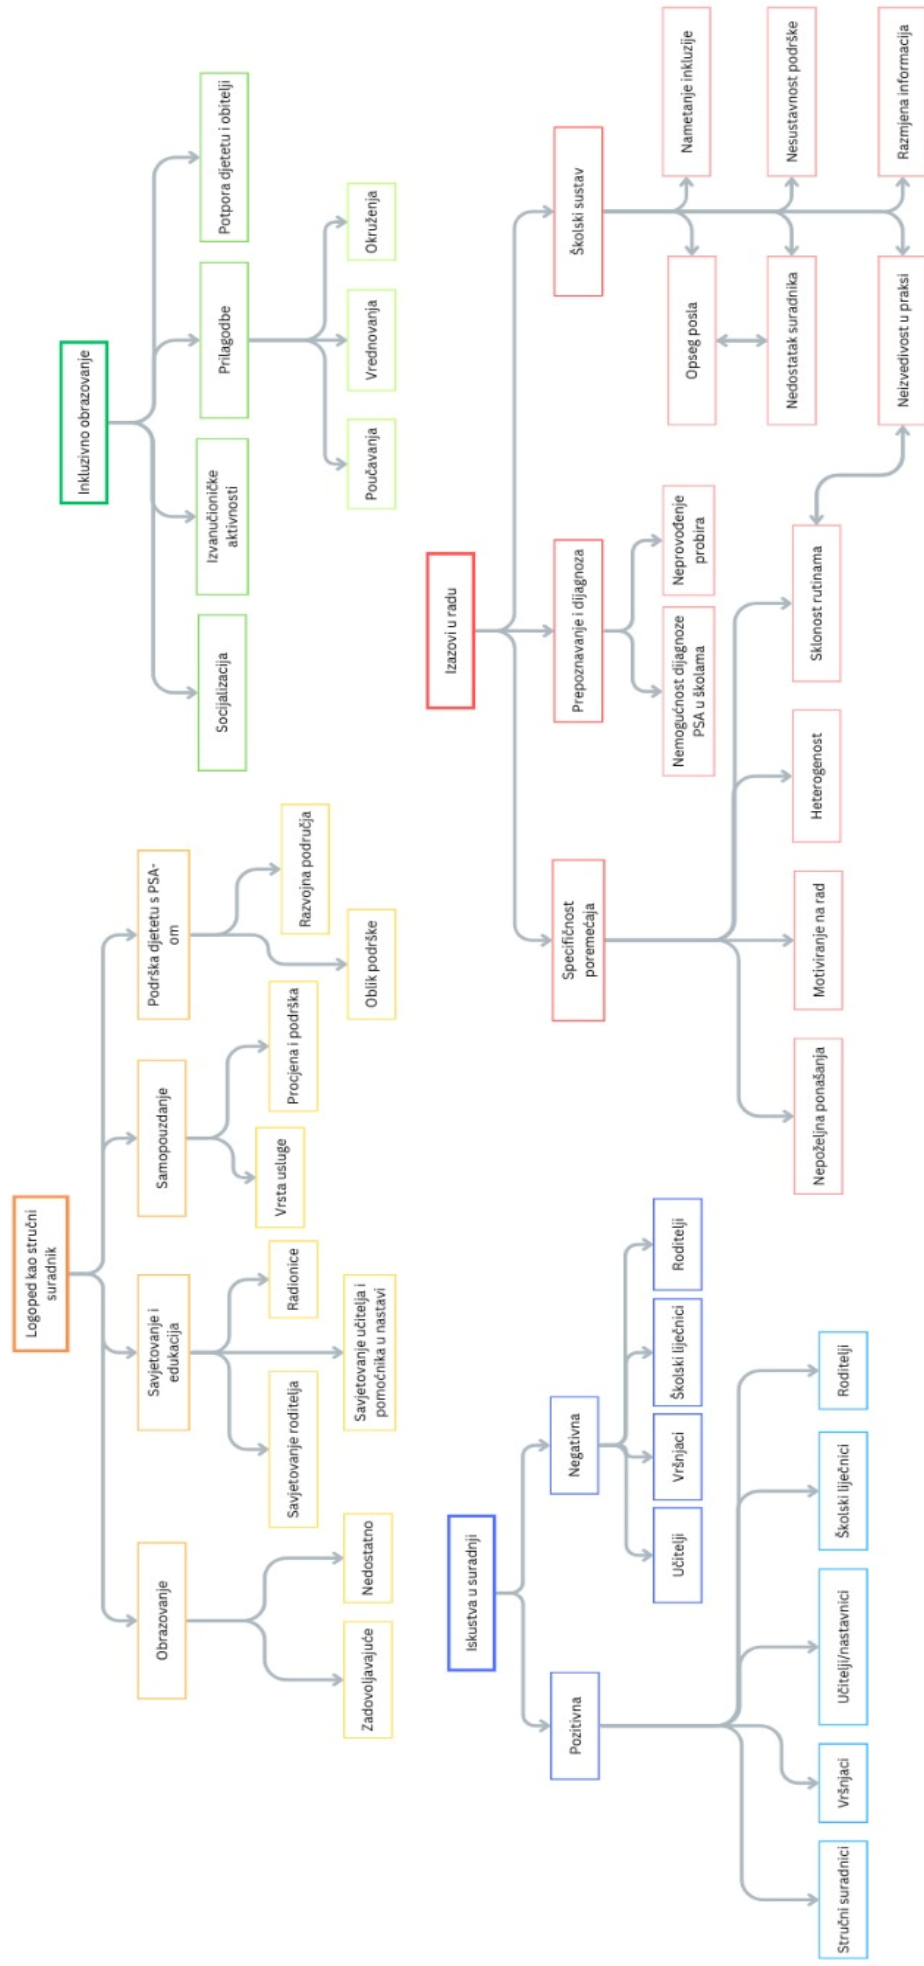 Logoped kao stručni
suradnik
Obrazovanje
Savjetovanje i
edukacija
Samopouzdanje
Podrška djetetu s PSA-
om
Zadovoljavajuće
Nedostatno
Savjetovanje roditelja
Savjetovanje učitelja i
pomoćnika u nastavi
Radionice
Vrsta usluge
Procjena i podrška
Oblik podrške
Razvojna područja
Inkluzivno obrazovanje
Socijalizacija
Izvanučioničke
aktivnosti
Prilagodbe
Potpora djetetu i obitelji
Poučavanja
Vrednovanja
Okruženja
Iskustva u suradnji
Pozitivna
Negativna
Učitelji
Vršnjaci
Školski liječnici
Roditelji
Stručni suradnici
Vršnjaci
Učitelji/nastavnici
Školski liječnici
Roditelji
Izazovi u radu
Specifičnost
poremećaja
Prepoznavanje i dijagnoza
Školski sustav
Nepoželjna ponašanja
Motiviranje na rad
Heterogenost
Sklonost rutinama
Nemogućnost dijagnoze
PSA u školama
Neprovođenje
probira
Opseg posla
Nametanje inkluzije
Nedostatak suradnika
Nesustavnost podrške
Neizvedivost u praksi
Razmjena informacija